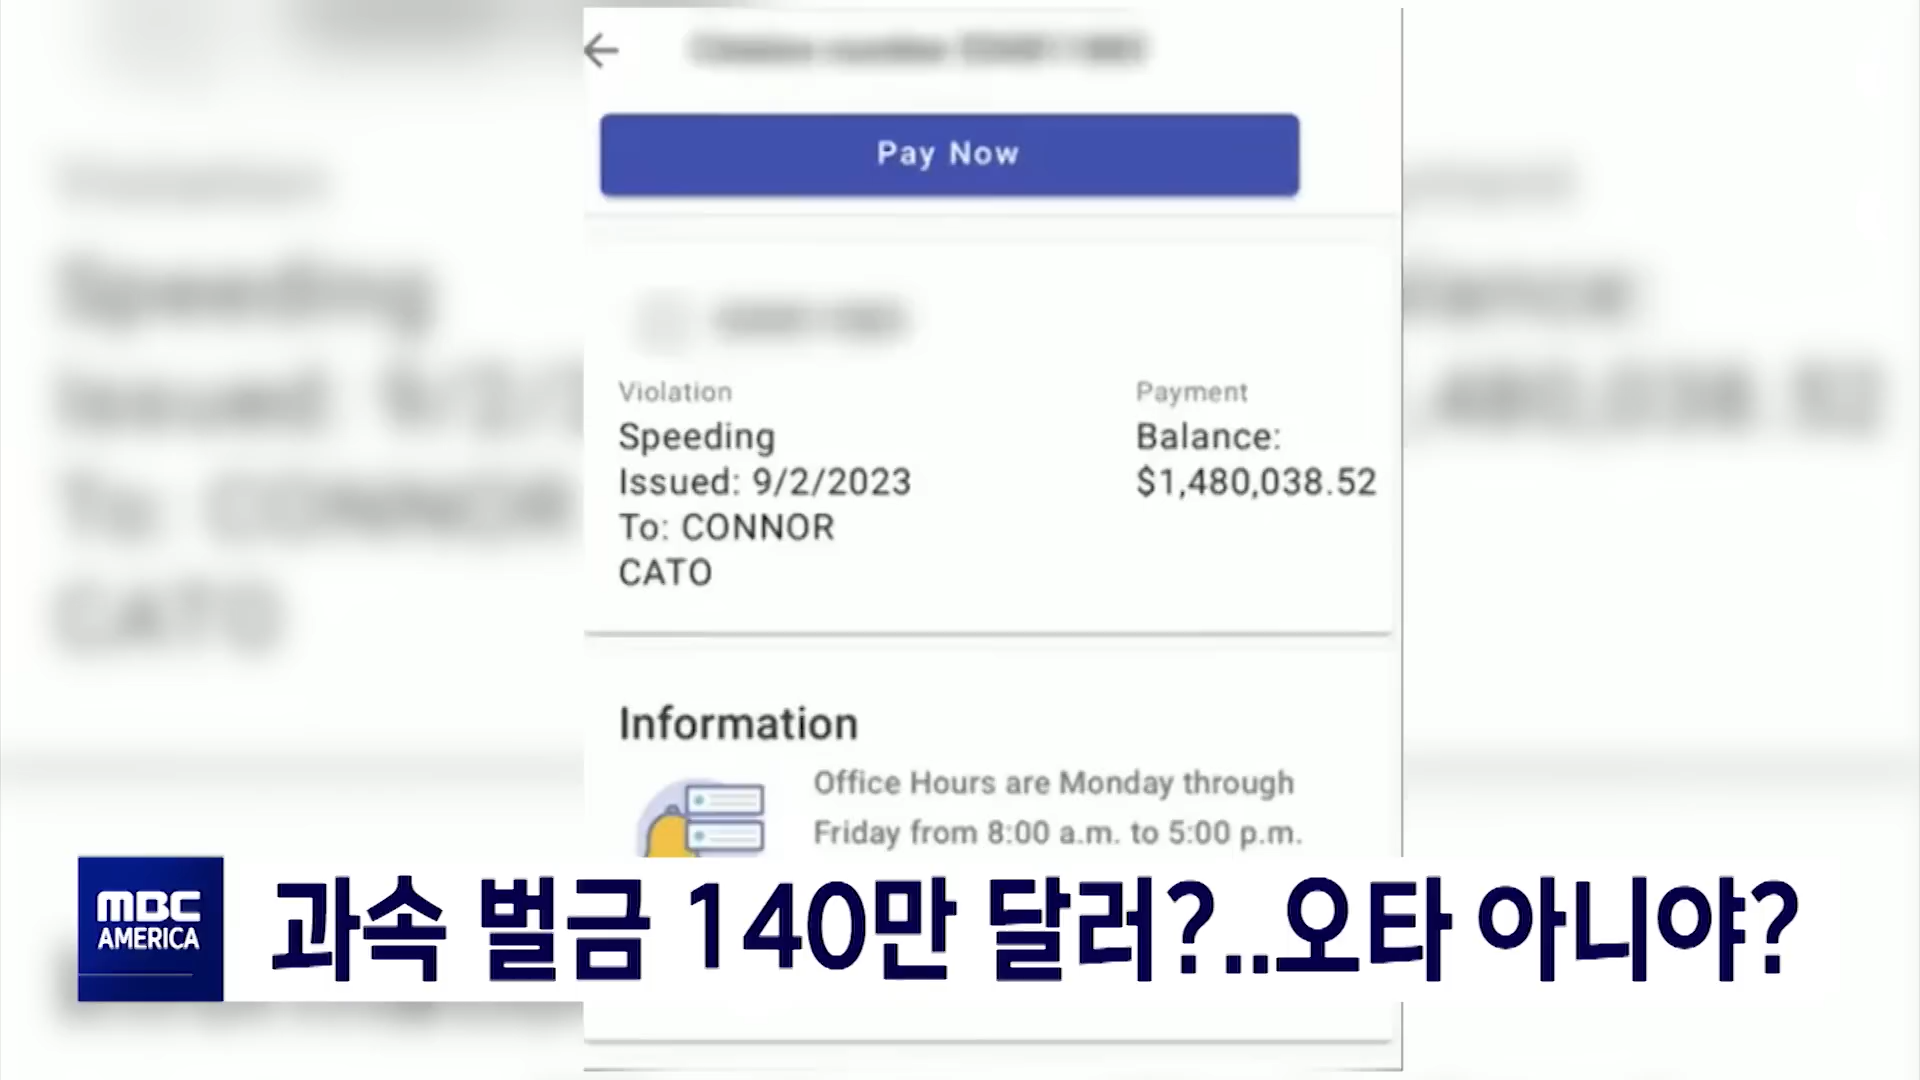 Pay Now
Violation
Speeding
Issued: 9/2/2023
To: CONNOR
CATO
Payment
Balance:
$1,480,038.52
Information
Office Hours are Monday through
Friday from 8:00 a.m. to 5:00 p.m.
MBC
AMERICA
과속 벌금 140만 달러?..오타 아니야?